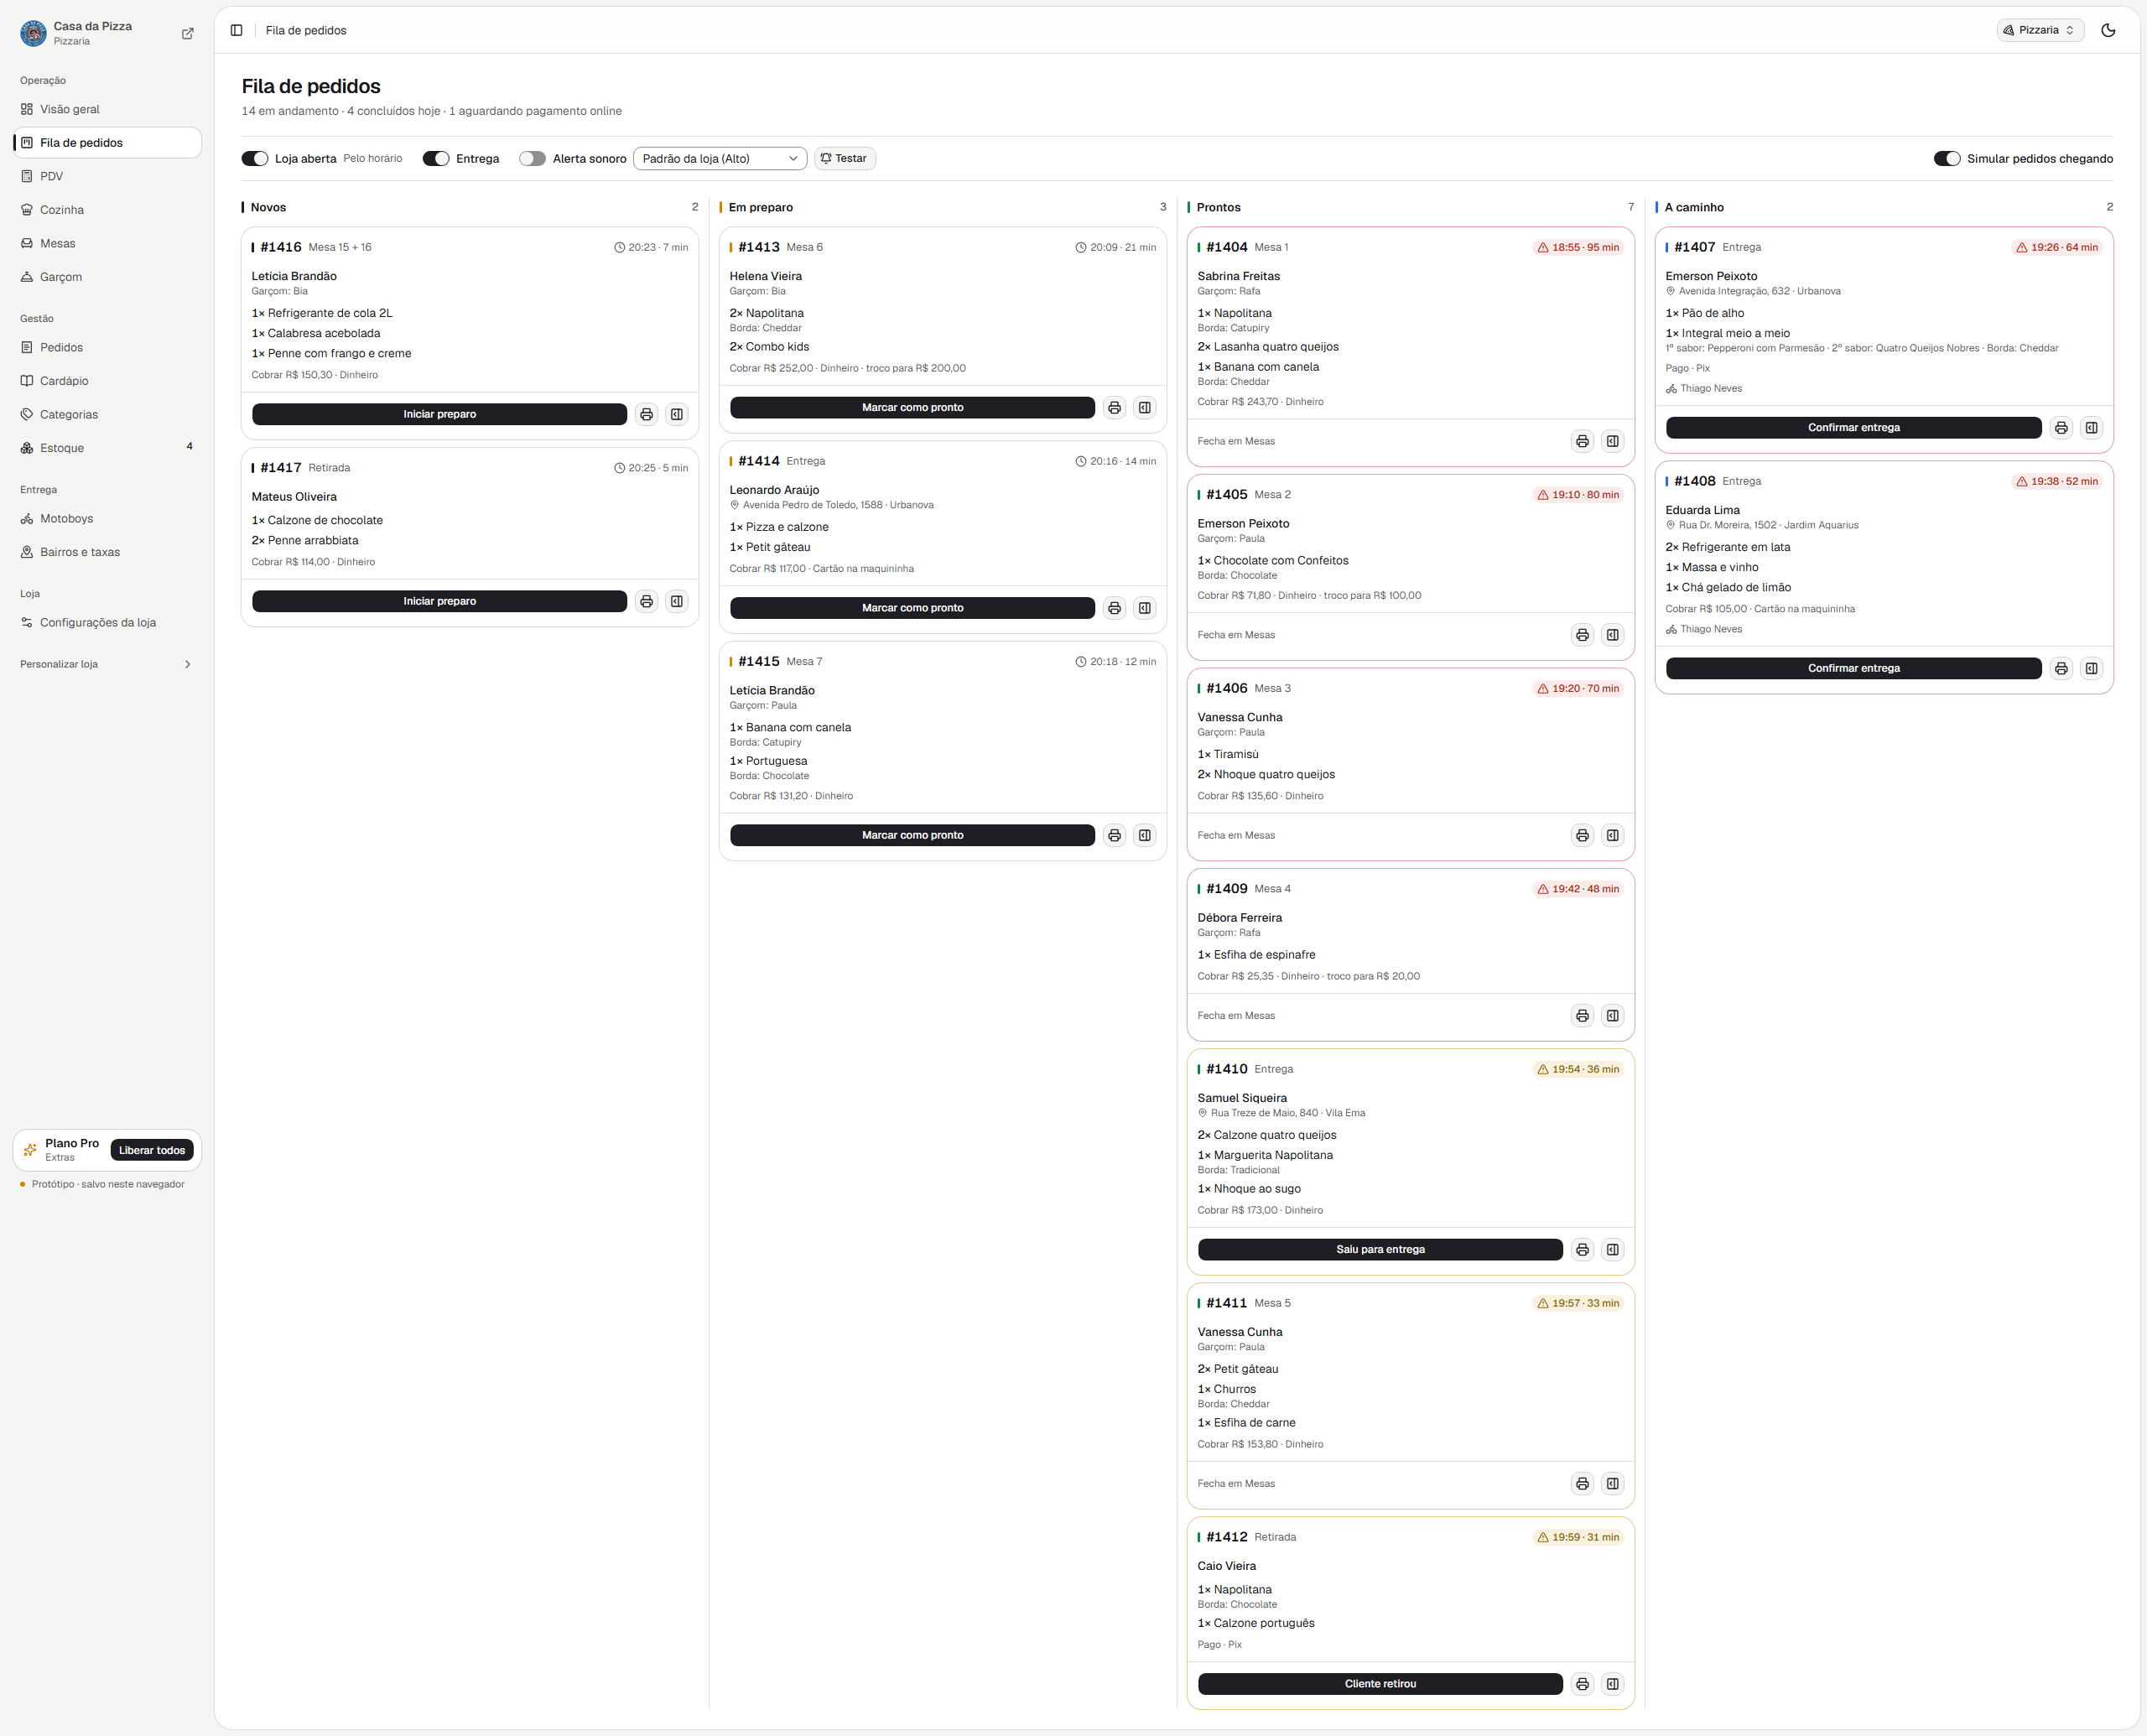 Casa da Pizza
Pizzaria
Operação
Visão geral
Fila de pedidos
PDV
Cozinha
Mesas
Garçom
Gestão
Pedidos
Cardápio
Categorias
Estoque 4
Entrega
Motoboys
Bairros e taxas
Loja
Configurações da loja
Personalizar loja
Plano Pro
Extras
Liberar todos
Protótipo · salvo neste navegador
Fila de pedidos
Pizzaria
Fila de pedidos
14 em andamento · 4 concluídos hoje · 1 aguardando pagamento online
Loja aberta Pelo horário Entrega Alerta sonoro Padrão da loja (Alto) Testar Simular pedidos chegando
Novos 2
#1416 Mesa 15 + 16 20:23 · 7 min
Letícia Brandão
Garçom: Bia
1× Refrigerante de cola 2L
1× Calabresa acebolada
1× Penne com frango e creme
Cobrar R$ 150,30 · Dinheiro
Iniciar preparo
#1417 Retirada 20:25 · 5 min
Mateus Oliveira
1× Calzone de chocolate
2× Penne arrabbiata
Cobrar R$ 114,00 · Dinheiro
Iniciar preparo
Em preparo 3
#1413 Mesa 6 20:09 · 21 min
Helena Vieira
Garçom: Bia
2× Napolitana
Borda: Cheddar
2× Combo kids
Cobrar R$ 252,00 · Dinheiro · troco para R$ 200,00
Marcar como pronto
#1414 Entrega 20:16 · 14 min
Leonardo Araújo
Avenida Pedro de Toledo, 1588 · Urbanova
1× Pizza e calzone
1× Petit gâteau
Cobrar R$ 117,00 · Cartão na maquininha
Marcar como pronto
#1415 Mesa 7 20:18 · 12 min
Letícia Brandão
Garçom: Paula
1× Banana com canela
Borda: Catupiry
1× Portuguesa
Borda: Chocolate
Cobrar R$ 131,20 · Dinheiro
Marcar como pronto
Prontos 7
#1404 Mesa 1 18:55 · 95 min
Sabrina Freitas
Garçom: Rafa
1× Napolitana
Borda: Catupiry
2× Lasanha quatro queijos
1× Banana com canela
Borda: Cheddar
Cobrar R$ 243,70 · Dinheiro
Fecha em Mesas
#1405 Mesa 2 19:10 · 80 min
Emerson Peixoto
Garçom: Paula
1× Chocolate com Confeitos
Borda: Chocolate
Cobrar R$ 71,80 · Dinheiro · troco para R$ 100,00
Fecha em Mesas
#1406 Mesa 3 19:20 · 70 min
Vanessa Cunha
Garçom: Paula
1× Tiramisù
2× Nhoque quatro queijos
Cobrar R$ 135,60 · Dinheiro
Fecha em Mesas
#1409 Mesa 4 19:42 · 48 min
Débora Ferreira
Garçom: Rafa
1× Esfiha de espinafre
Cobrar R$ 25,35 · Dinheiro · troco para R$ 20,00
Fecha em Mesas
#1410 Entrega 19:54 · 36 min
Samuel Siqueira
Rua Treze de Maio, 840 · Vila Ema
2× Calzone quatro queijos
1× Marguerita Napolitana
Borda: Tradicional
1× Nhoque ao sugo
Cobrar R$ 173,00 · Dinheiro
Saiu para entrega
#1411 Mesa 5 19:57 · 33 min
Vanessa Cunha
Garçom: Paula
2× Petit gâteau
1× Churros
Borda: Cheddar
1× Esfiha de carne
Cobrar R$ 153,80 · Dinheiro
Fecha em Mesas
#1412 Retirada 19:59 · 31 min
Caio Vieira
1× Napolitana
Borda: Chocolate
1× Calzone português
Pago · Pix
Cliente retirou
A caminho 2
#1407 Entrega 19:26 · 64 min
Emerson Peixoto
Avenida Integração, 632 · Urbanova
1× Pão de alho
1× Integral meio a meio
1º sabor: Pepperoni com Parmesão · 2º sabor: Quatro Queijos Nobres · Borda: Cheddar
Pago · Pix
Thiago Neves
Confirmar entrega
#1408 Entrega 19:38 · 52 min
Eduarda Lima
Rua Dr. Moreira, 1502 · Jardim Aquarius
2× Refrigerante em lata
1× Massa e vinho
1× Chá gelado de limão
Cobrar R$ 105,00 · Cartão na maquininha
Thiago Neves
Confirmar entrega